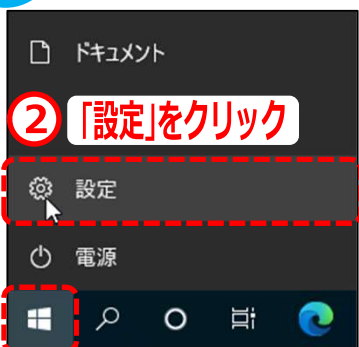 ドキュメント
② 「設定」をクリック
設定
電源